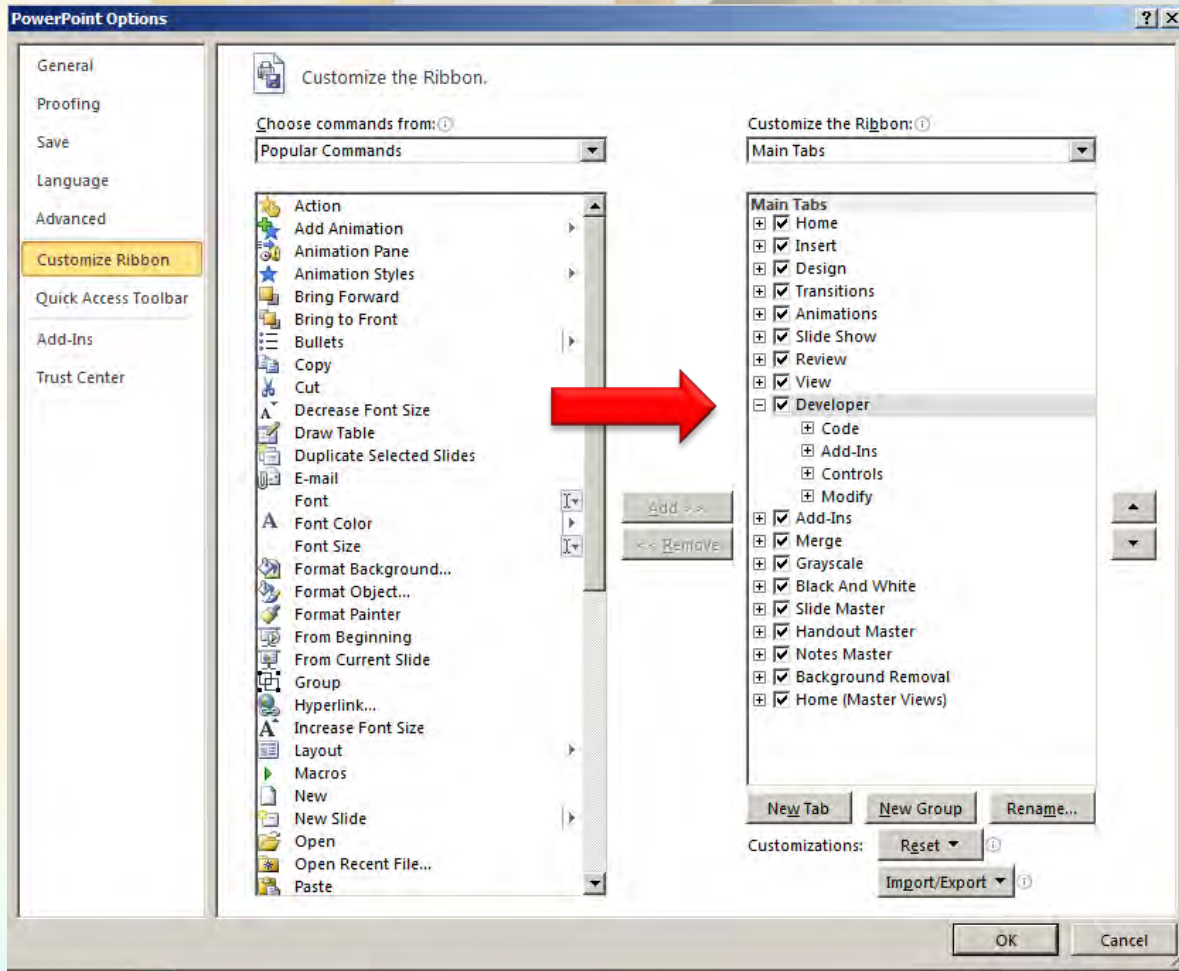 PowerPoint Options
General
Proofing
Save
Language
Advanced
Customize Ribbon
Quick Access Toolbar
Add-Ins
Trust Center
Customize the Ribbon.
Choose commands from:
Popular Commands
Action
Add Animation
Animation Pane
Animation Styles
Bring Forward
Bring to Front
Bullets
Copy
Cut
Decrease Font Size
Draw Table
Duplicate Selected Slides
E-mail
Font
Font Color
Font Size
Format Background...
Format Object...
Format Painter
From Beginning
From Current Slide
Group
Hyperlink...
Increase Font Size
Layout
Macros
New
New Slide
Open
Open Recent File...
Paste
Add >>
<< Remove
Customize the Ribbon:
Main Tabs
Main Tabs
Home
Insert
Design
Transitions
Animations
Slide Show
Review
View
Developer
Code
Add-Ins
Controls
Modify
Add-Ins
Merge
Grayscale
Black And White
Slide Master
Handout Master
Notes Master
Background Removal
Home (Master Views)
New Tab
New Group
Rename...
Customizations:
Reset
Import/Export
OK
Cancel